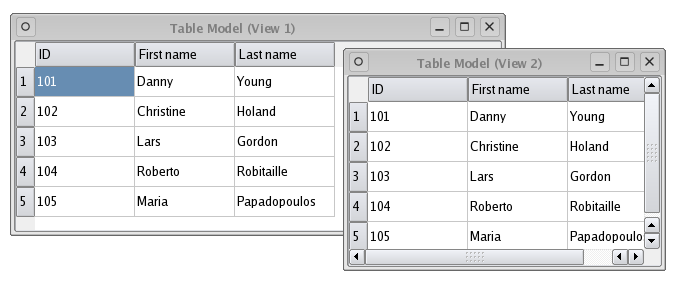 Table Model (View 1)
ID First name Last name
1 101 Danny Young
2 102 Christine Holand
3 103 Lars Gordon
4 104 Roberto Robitaille
5 105 Maria Papadopoulos
Table Model (View 2)
ID First name Last name
1 101 Danny Young
2 102 Christine Holand
3 103 Lars Gordon
4 104 Roberto Robitaille
5 105 Maria Papadopoulo